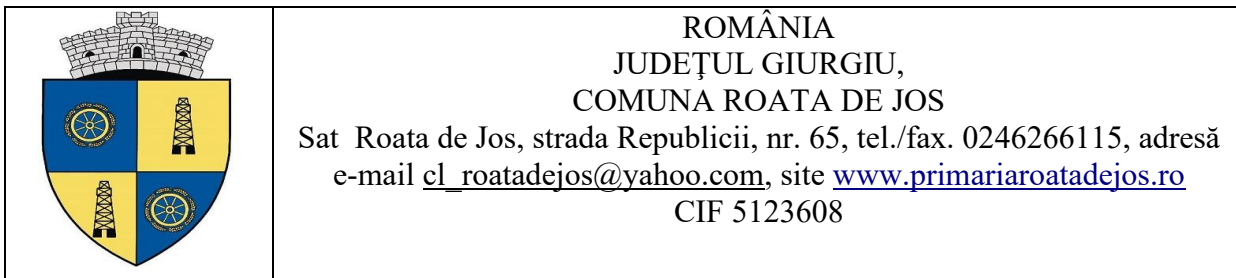 ROMÂNIA
JUDEŢUL GIURGIU,
COMUNA ROATA DE JOS
Sat Roata de Jos, strada Republicii, nr. 65, tel./fax. 0246266115, adresă
e-mail cl_roatadejos@yahoo.com, site www.primariaroatadejos.ro
CIF 5123608